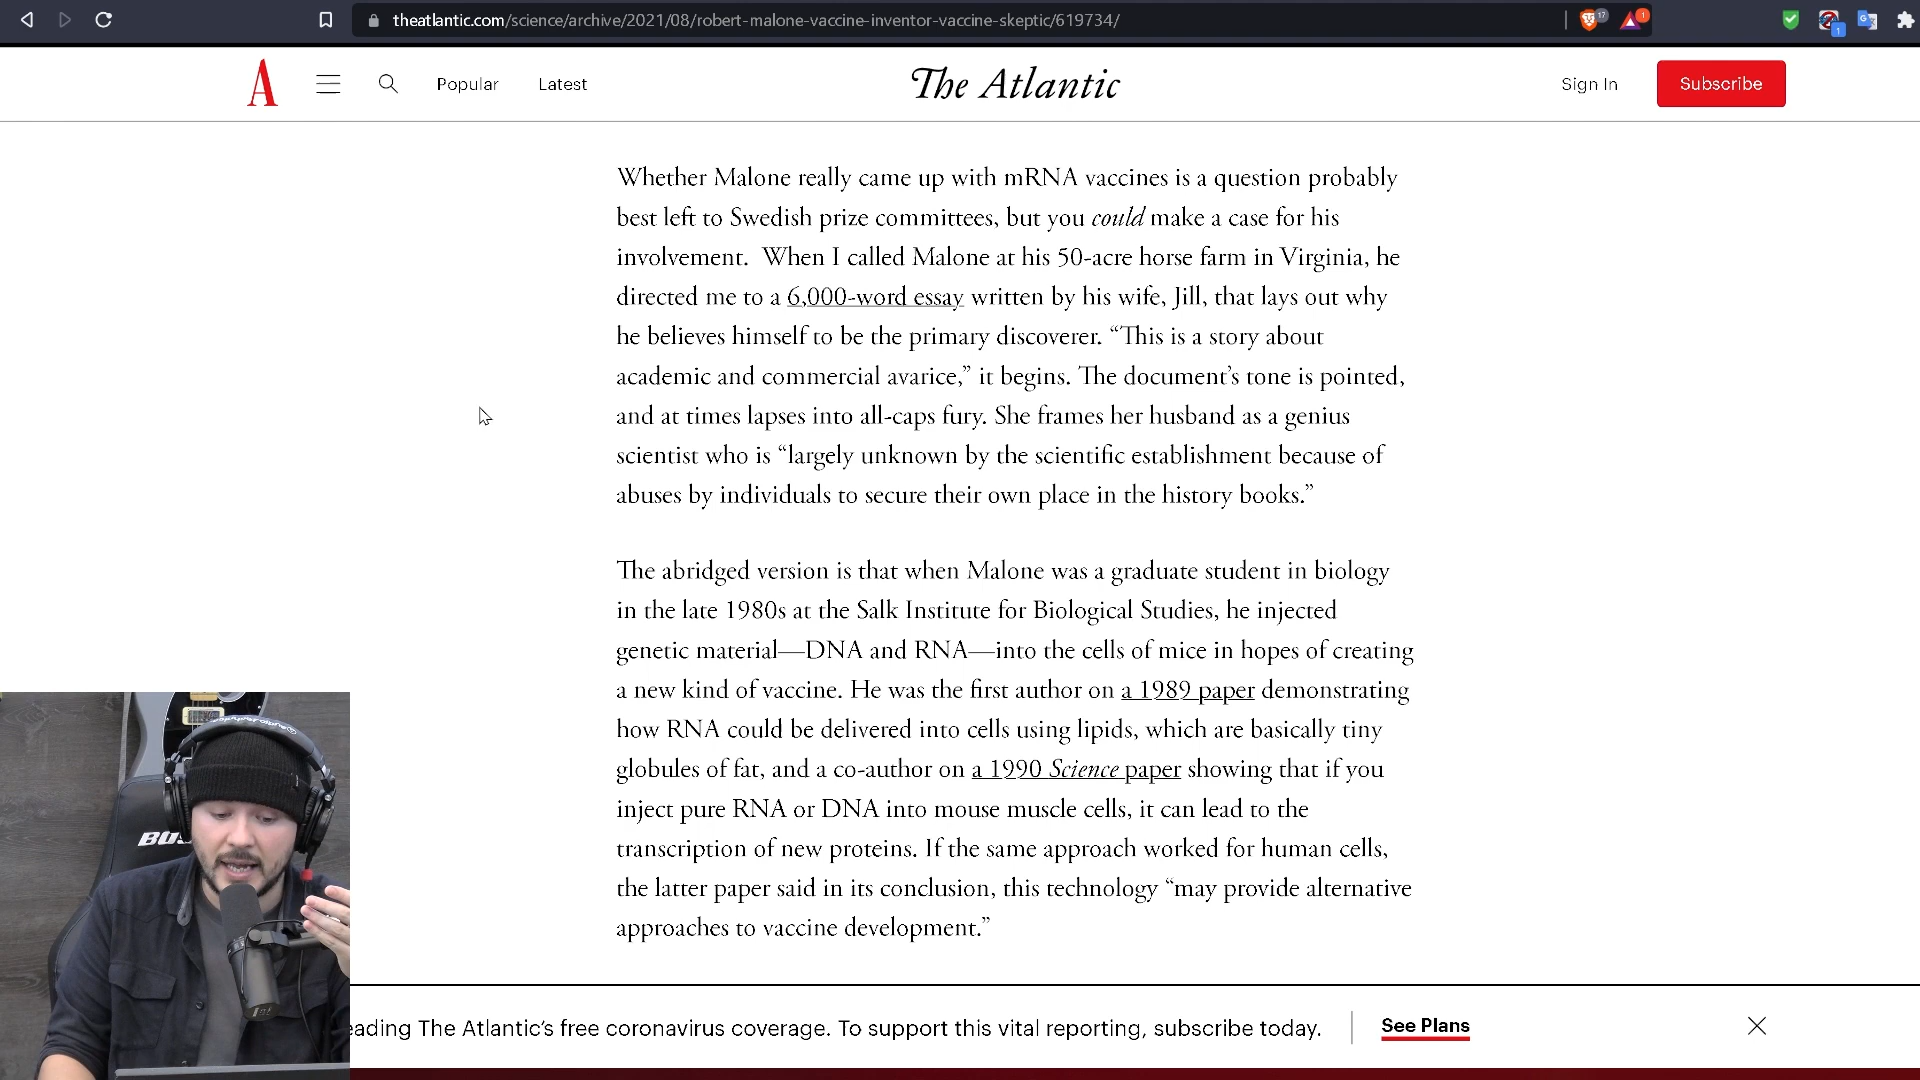 theatlantic.com/science/archive/2021/08/robert-malone-vaccine-inventor-vaccine-skeptic/619734/
17
1
1
A
Popular
Latest
The Atlantic
Sign In
Subscribe
Whether Malone really came up with mRNA vaccines is a question probably
best left to Swedish prize committees, but you could make a case for his
involvement.  When I called Malone at his 50-acre horse farm in Virginia, he
directed me to a 6,000-word essay written by his wife, Jill, that lays out why
he believes himself to be the primary discoverer. “This is a story about
academic and commercial avarice,” it begins. The document’s tone is pointed,
and at times lapses into all-caps fury. She frames her husband as a genius
scientist who is “largely unknown by the scientific establishment because of
abuses by individuals to secure their own place in the history books.”
The abridged version is that when Malone was a graduate student in biology
in the late 1980s at the Salk Institute for Biological Studies, he injected
genetic material—DNA and RNA—into the cells of mice in hopes of creating
a new kind of vaccine. He was the first author on a 1989 paper demonstrating
how RNA could be delivered into cells using lipids, which are basically tiny
globules of fat, and a co-author on a 1990 Science paper showing that if you
inject pure RNA or DNA into mouse muscle cells, it can lead to the
transcription of new proteins. If the same approach worked for human cells,
the latter paper said in its conclusion, this technology “may provide alternative
approaches to vaccine development.”
eading The Atlantic’s free coronavirus coverage. To support this vital reporting, subscribe today.
See Plans